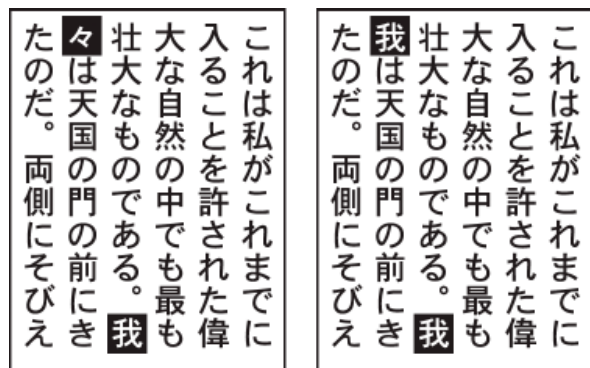 これは私がこれまでに
入ることを許された偉
大な自然の中でも最も
壮大なものである。我
々は天国の門の前にき
たのだ。両側にそびえ
これは私がこれまでに
入ることを許された偉
大な自然の中でも最も
壮大なものである。我
我は天国の門の前にき
たのだ。両側にそびえ